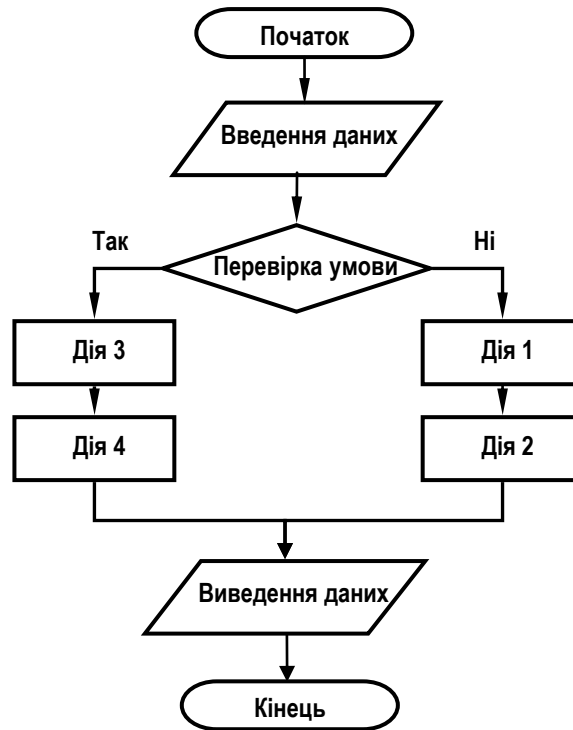 Початок
Введення даних
Так
Ні
Перевірка умови
Дія 3
Дія 1
Дія 4
Дія 2
Виведення даних
Кінець